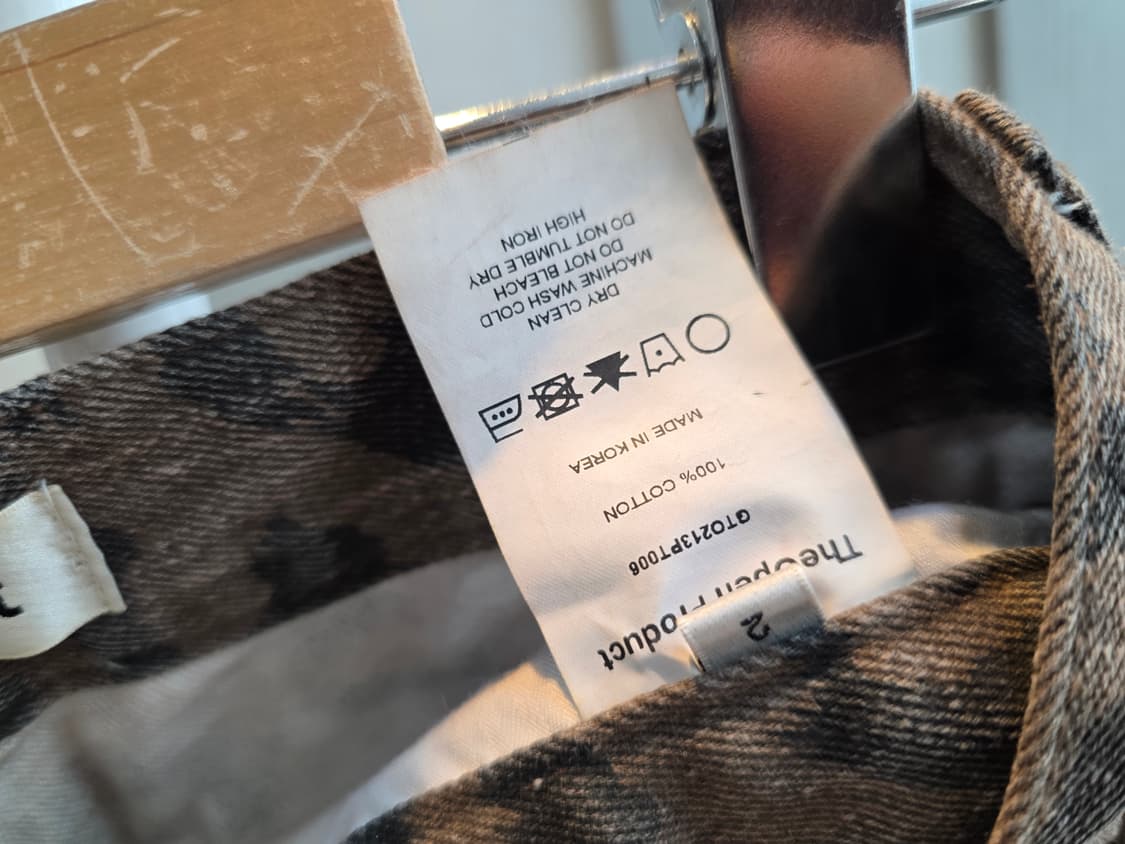 TheOpen Product
2
GTO213PT006
100% COTTON
MADE IN KOREA
DRY CLEAN
MACHINE WASH COLD
DO NOT BLEACH
DO NOT TUMBLE DRY
HIGH IRON
t